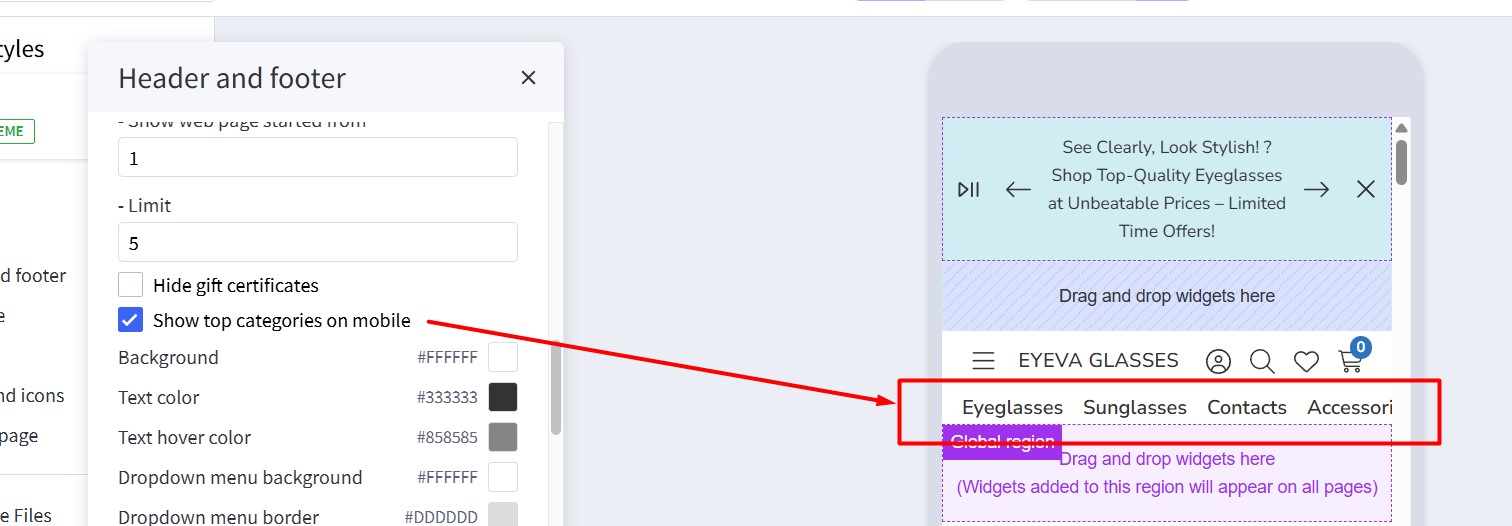 tyles
EME
d footer
e
nd icons
page
e Files
Header and footer
- Show web page started from
1
- Limit
5
Hide gift certificates
Show top categories on mobile
Background #FFFFFF
Text color #333333
Text hover color #858585
Dropdown menu background #FFFFFF
Dropdown menu border #DDDDDD
See Clearly, Look Stylish! ?
Shop Top-Quality Eyeglasses
at Unbeatable Prices – Limited
Time Offers!
Drag and drop widgets here
EYEVA GLASSES 0
Eyeglasses Sunglasses Contacts Accessori
Global region
Drag and drop widgets here
(Widgets added to this region will appear on all pages)